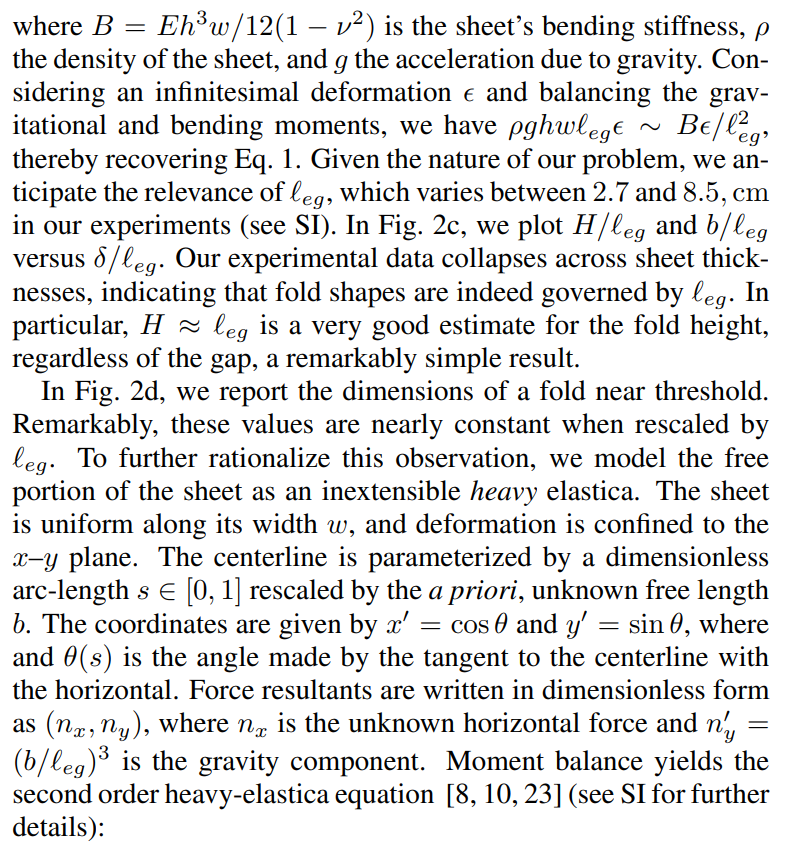 where B = Eh³w/12(1 − ν²) is the sheet's bending stiffness, ρ
the density of the sheet, and g the acceleration due to gravity. Con-
sidering an infinitesimal deformation ϵ and balancing the grav-
itational and bending moments, we have ρghwℓ_{eg}ϵ ∼ Bϵ/ℓ²_{eg},
thereby recovering Eq. 1. Given the nature of our problem, we an-
ticipate the relevance of ℓ_{eg}, which varies between 2.7 and 8.5, cm
in our experiments (see SI). In Fig. 2c, we plot H/ℓ_{eg} and b/ℓ_{eg}
versus δ/ℓ_{eg}. Our experimental data collapses across sheet thick-
nesses, indicating that fold shapes are indeed governed by ℓ_{eg}. In
particular, H ≈ ℓ_{eg} is a very good estimate for the fold height,
regardless of the gap, a remarkably simple result.
In Fig. 2d, we report the dimensions of a fold near threshold.
Remarkably, these values are nearly constant when rescaled by
ℓ_{eg}. To further rationalize this observation, we model the free
portion of the sheet as an inextensible heavy elastica. The sheet
is uniform along its width w, and deformation is confined to the
x–y plane. The centerline is parameterized by a dimensionless
arc-length s ∈ [0, 1] rescaled by the a priori, unknown free length
b. The coordinates are given by x′ = cos θ and y′ = sin θ, where
and θ(s) is the angle made by the tangent to the centerline with
the horizontal. Force resultants are written in dimensionless form
as (n_x, n_y), where n_x is the unknown horizontal force and n′_y =
(b/ℓ_{eg})³ is the gravity component. Moment balance yields the
second order heavy-elastica equation [8, 10, 23] (see SI for further
details):